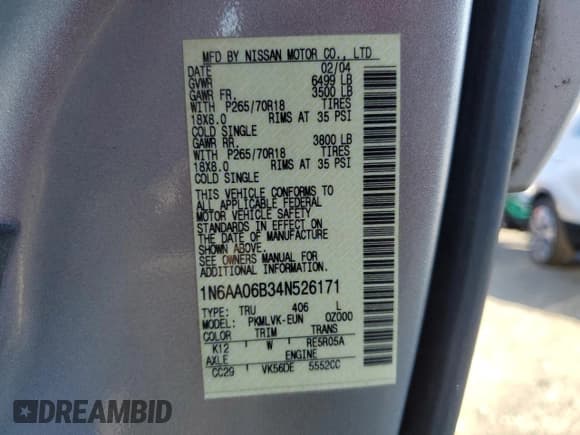 MFD BY NISSAN MOTOR CO., LTD
DATE 02/04
GVWR 6499 LB
GAWR FR. 3500 LB
WITH P265/70R18 TIRES
18X8.0 RIMS AT 35 PSI
COLD SINGLE
GAWR RR. 3800 LB
WITH P265/70R18 TIRES
18X8.0 RIMS AT 35 PSI
COLD SINGLE
THIS VEHICLE CONFORMS TO
ALL APPLICABLE FEDERAL
MOTOR VEHICLE SAFETY
STANDARDS IN EFFECT ON
THE DATE OF MANUFACTURE
SHOWN ABOVE.
SEE OWNERS MANUAL FOR
ADDITIONAL INFORMATION
1N6AA06B34N526171
TYPE: TRU 406 L
MODEL: PKMLVK-EUN 0Z000
COLOR TRIM TRANS
K12 W RE5R05A
AXLE ENGINE
CC29 VK56DE 5552CC
DREAMBID